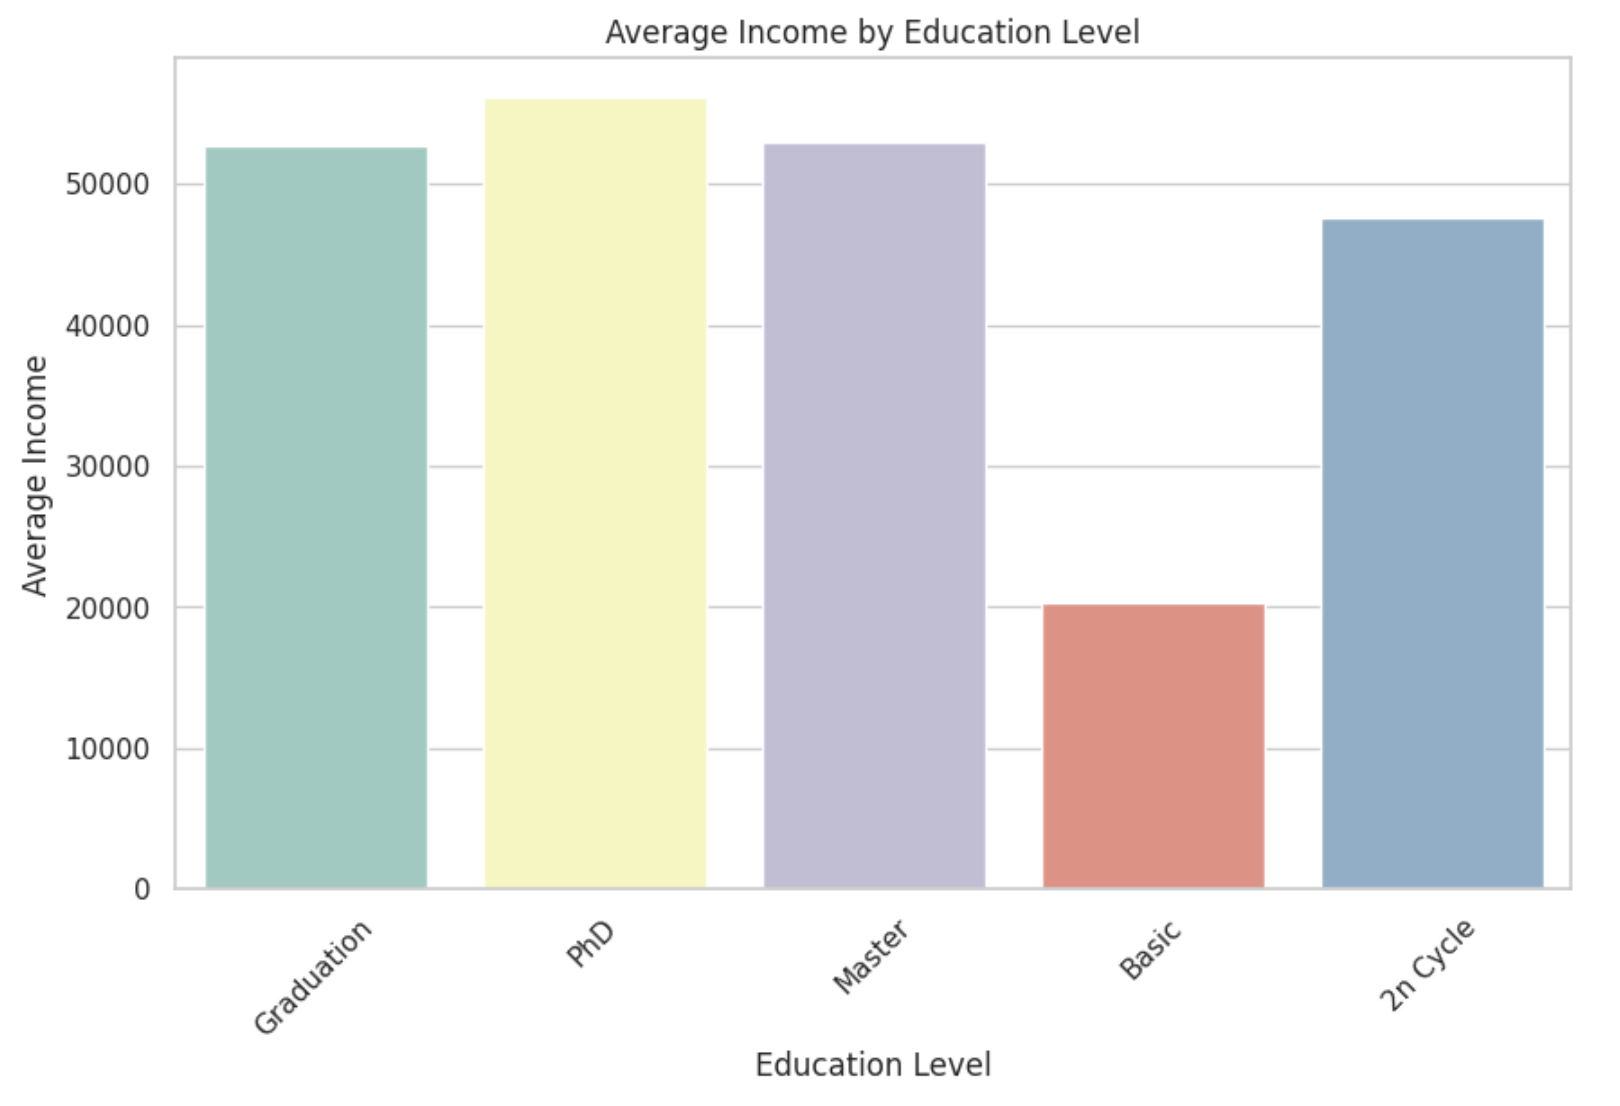 Average Income by Education Level
Average Income
50000
40000
30000
20000
10000
0
Graduation
PhD
Master
Basic
2n Cycle
Education Level